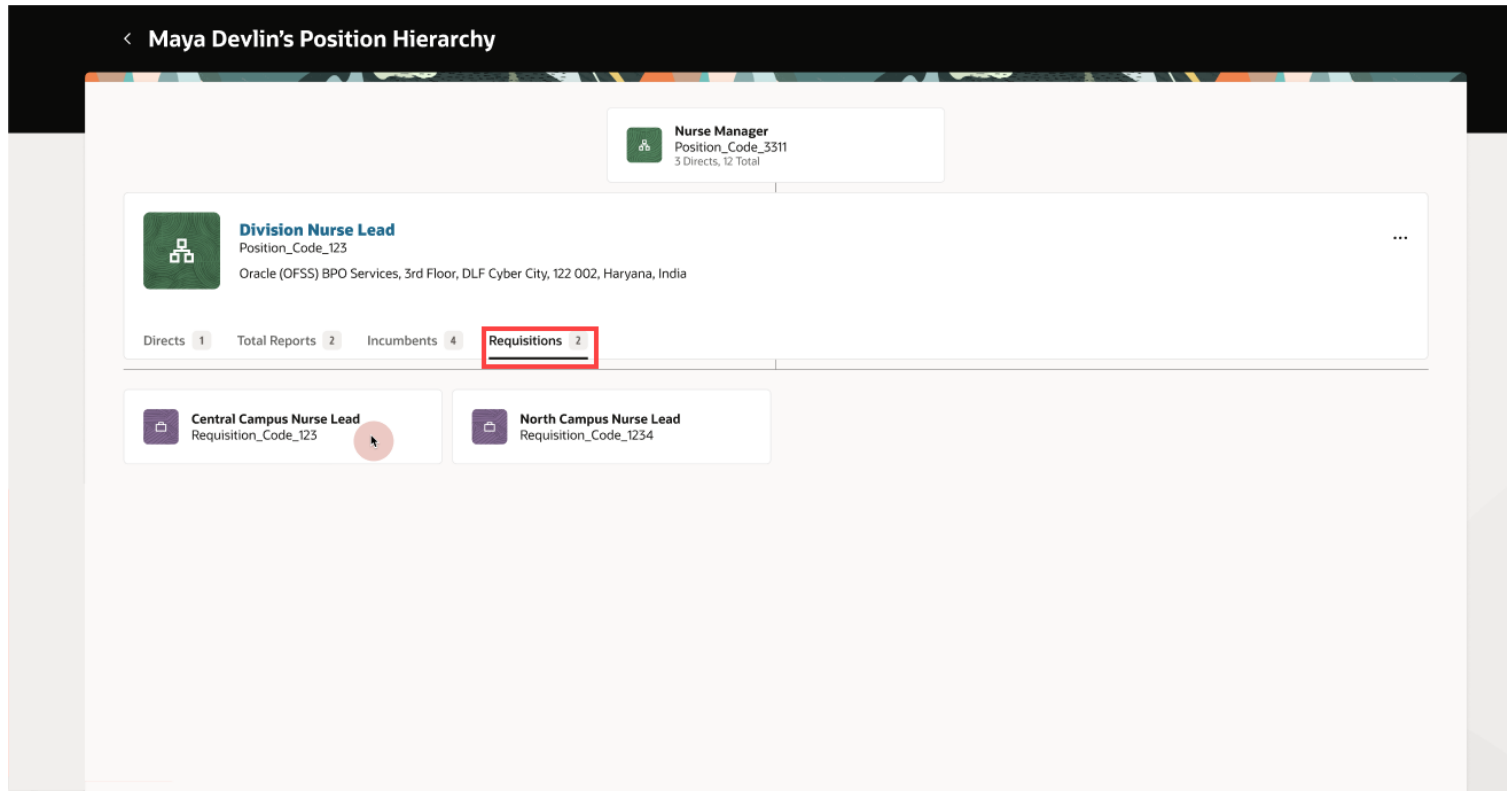 Maya Devlin’s Position Hierarchy
Nurse Manager
Position_Code_3311
3 Directs, 12 Total
Division Nurse Lead
Position_Code_123
Oracle (OFSS) BPO Services, 3rd Floor, DLF Cyber City, 122 002, Haryana, India
Directs 1 Total Reports 2 Incumbents 4 Requisitions 2
Central Campus Nurse Lead
Requisition_Code_123
North Campus Nurse Lead
Requisition_Code_1234